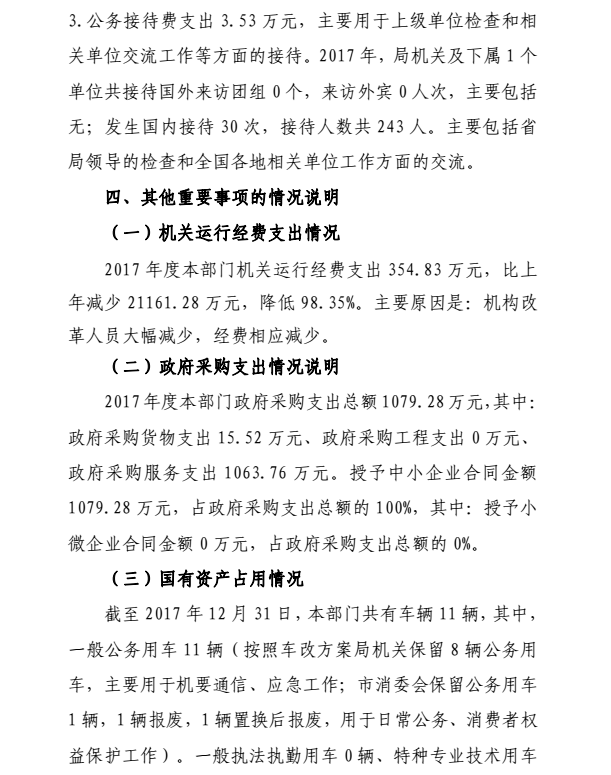 3.公务接待费支出 3.53 万元，主要用于上级单位检查和相
关单位交流工作等方面的接待。2017 年，局机关及下属 1 个
单位共接待国外来访团组 0 个，来访外宾 0 人次，主要包括
无；发生国内接待 30 次，接待人数共 243 人。主要包括省
局领导的检查和全国各地相关单位工作方面的交流。
四、其他重要事项的情况说明
（一）机关运行经费支出情况
2017 年度本部门机关运行经费支出 354.83 万元，比上
年减少 21161.28 万元，降低 98.35%。主要原因是：机构改
革人员大幅减少，经费相应减少。
（二）政府采购支出情况说明
2017 年度本部门政府采购支出总额 1079.28 万元，其中：
政府采购货物支出 15.52 万元、政府采购工程支出 0 万元、
政府采购服务支出 1063.76 万元。授予中小企业合同金额
1079.28 万元，占政府采购支出总额的 100%，其中：授予小
微企业合同金额 0 万元，占政府采购支出总额的 0%。
（三）国有资产占用情况
截至 2017 年 12 月 31 日，本部门共有车辆 11 辆，其中，
一般公务用车 11 辆（按照车改方案局机关保留 8 辆公务用
车，主要用于机要通信、应急工作；市消委会保留公务用车
1 辆，1 辆报废，1 辆置换后报废，用于日常公务、消费者权
益保护工作）。一般执法执勤用车 0 辆、特种专业技术用车